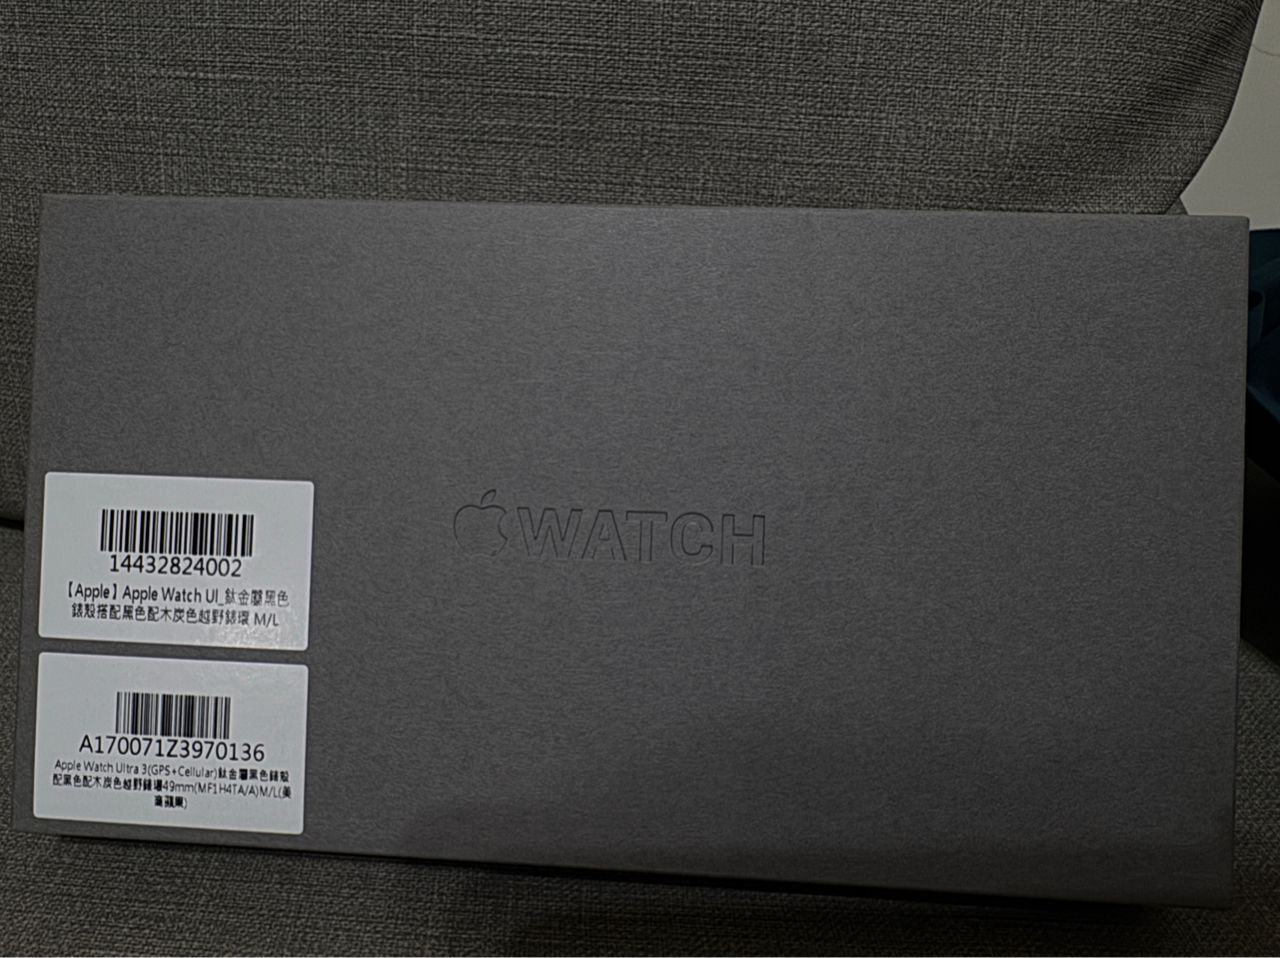 WATCH
14432824002
【Apple】Apple Watch Ul_鈦金屬黑色
錶殼搭配黑色配木炭色越野錶環 M/L
A170071Z3970136
Apple Watch Ultra 3(GPS+Cellular)鈦金屬黑色錶殼
配黑色配木炭色越野錶環49mm(MF1H4TA/A)M/L(美
商蘋果)